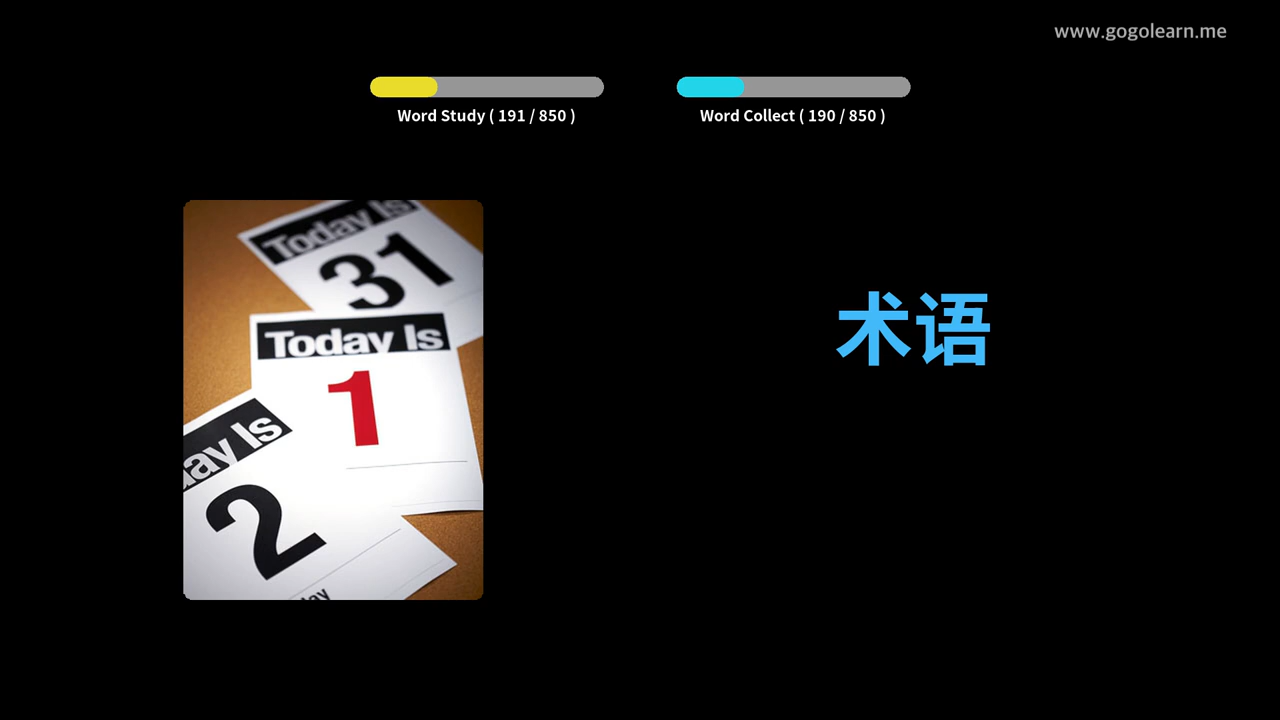 www.gogolearn.me
Word Study ( 191 / 850 )
Word Collect ( 190 / 850 )
Today Is
31
Today Is
1
ay Is
2
术语